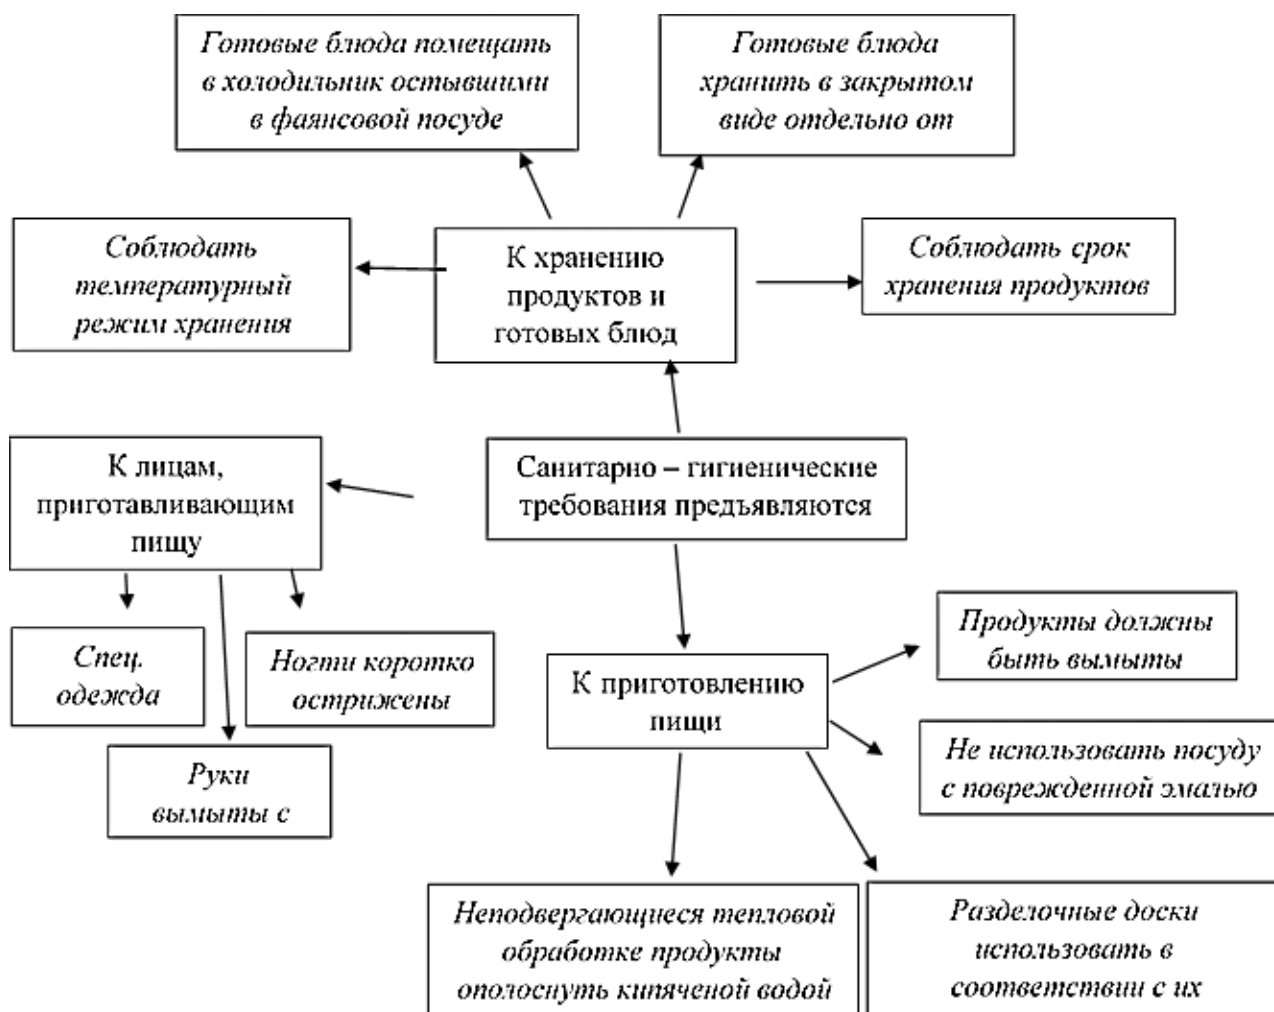 Готовые блюда помещать
в холодильник остывшими
в фаянсовой посуде
Готовые блюда
хранить в закрытом
виде отдельно от
Соблюдать
температурный
режим хранения
К хранению
продуктов и
готовых блюд
Соблюдать срок
хранения продуктов
К лицам,
приготавливающим
пищу
Санитарно – гигиенические
требования предъявляются
Спец.
одежда
Ногти коротко
острижены
Руки
вымыты с
К приготовлению
пищи
Продукты должны
быть вымыты
Не использовать посуду
с поврежденной эмалью
Неподвергающиеся тепловой
обработке продукты
ополоснуть кипяченой водой
Разделочные доски
использовать в
соответствии с их